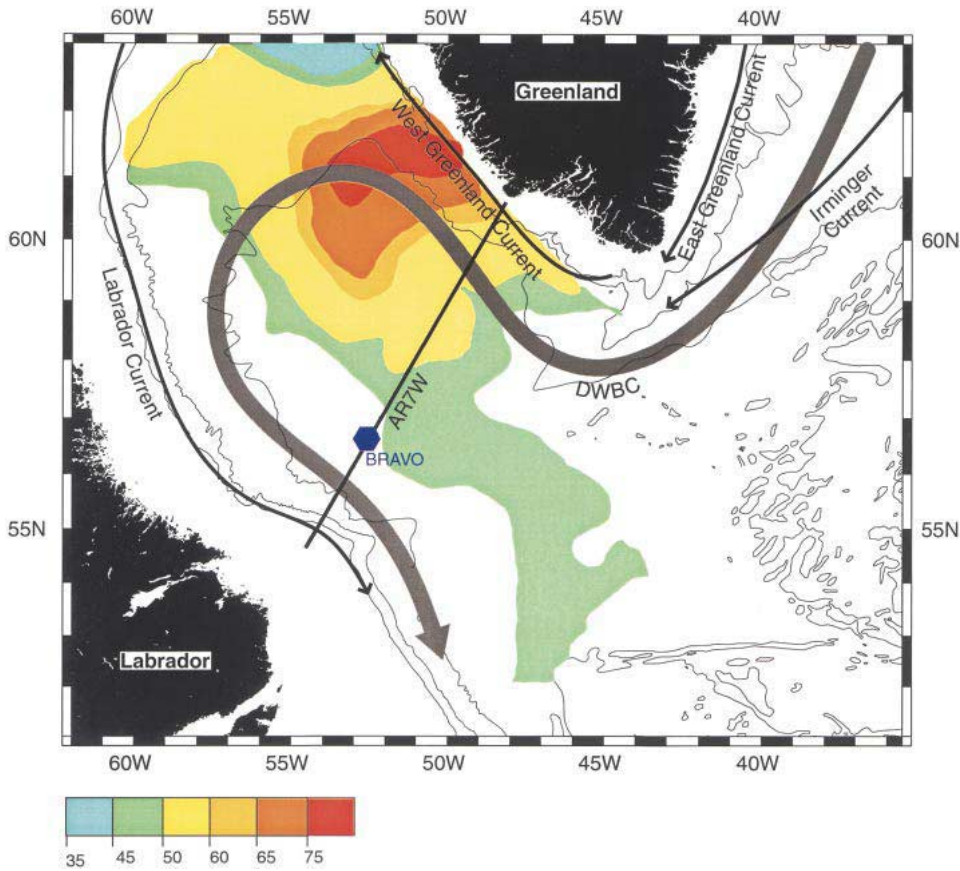 60W 55W 50W 45W 40W
Greenland
West Greenland Current
East Greenland Current
Irminger
Current
60N 60N
Labrador Current
DWBC
AR7W
BRAVO
55N 55N
Labrador
60W 55W 50W 45W 40W
35 45 50 60 65 75